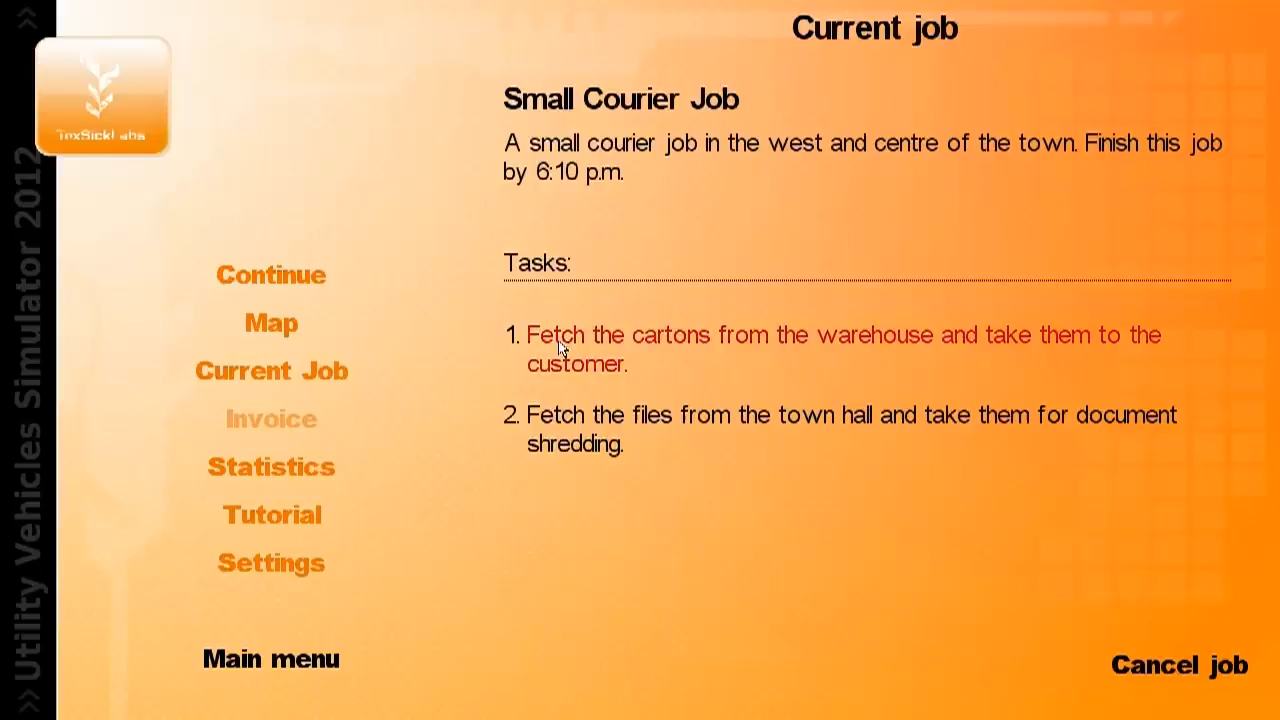 Current job
Small Courier Job
A small courier job in the west and centre of the town. Finish this job
by 6:10 p.m.
Tasks:
1. Fetch the cartons from the warehouse and take them to the
customer.
2. Fetch the files from the town hall and take them for document
shredding.
Continue
Map
Current Job
Invoice
Statistics
Tutorial
Settings
Main menu
Cancel job
>> Utility Vehicles Simulator 2012 >>